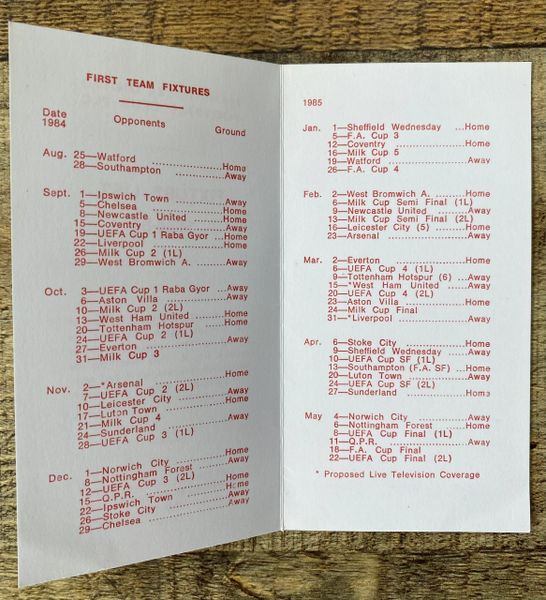 FIRST TEAM FIXTURES
Date
1984 Opponents Ground
Aug. 25—Watford ..................Home
28—Southampton ..................Away
Sept. 1—Ipswich Town ..................Away
5—Chelsea ..................Home
8—Newcastle United ............Home
15—Coventry ..................Away
19—UEFA Cup 1 Raba Gyor ...Home
22—Liverpool ..................Home
26—Milk Cup 2 (1L)
29—West Bromwich A. ............Away
Oct. 3—UEFA Cup 1 Raba Gyor ...Away
6—Aston Villa ..................Away
10—Milk Cup 2 (2L)
13—West Ham United ............Home
20—Tottenham Hotspur ......Home
24—UEFA Cup 2 (1L)
27—Everton ..................Away
31—Milk Cup 3
Nov. 2—*Arsenal ..................Home
7—UEFA Cup 2 (2L)
10—Leicester City ..................Home
17—Luton Town ..................Away
21—Milk Cup 4
24—Sunderland ..................Away
28—UEFA Cup 3 (1L)
Dec. 1—Norwich City ..................Home
8—Nottingham Forest ............Away
12—UEFA Cup 3 (2L)
15—Q.P.R. ..................Home
22—Ipswich Town ..................Home
26—Stoke City ..................Away
29—Chelsea ..................Away
1985
Jan. 1—Sheffield Wednesday ...Home
5—F.A. Cup 3
12—Coventry ..................Home
16—Milk Cup 5
19—Watford ..................Away
26—F.A. Cup 4
Feb. 2—West Bromwich A. ............Home
6—Milk Cup Semi Final (1L)
9—Newcastle United ............Away
13—Milk Cup Semi Final (2L)
16—Leicester City (5) ............Home
23—Arsenal ..................Away
Mar. 2—Everton ..................Home
6—UEFA Cup 4 (1L)
9—Tottenham Hotspur (6) ...Away
15—*West Ham United ............Away
20—UEFA Cup 4 (2L)
23—Aston Villa ..................Home
24—Milk Cup Final
31—*Liverpool ..................Away
Apr. 6—Stoke City ..................Home
9—Sheffield Wednesday ......Away
10—UEFA Cup SF (1L)
13—Southampton (F.A. SF) ...Home
20—Luton Town ..................Away
24—UEFA Cup SF (2L)
27—Sunderland ..................Home
May 4—Norwich City ..................Away
6—Nottingham Forest ............Home
8—UEFA Cup Final (1L)
11—Q.P.R. ..................Away
18—F.A. Cup Final
22—UEFA Cup Final (2L)
* Proposed Live Television Coverage